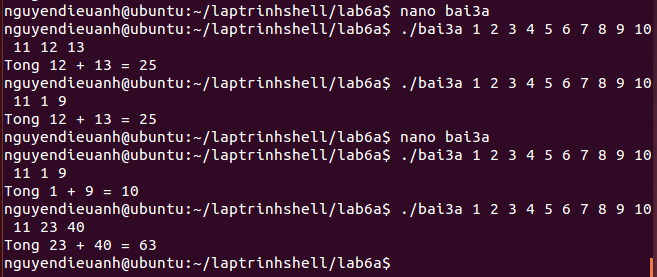 nguyendieuanh@ubuntu:~/laptrinhshell/lab6a$ nano bai3a
nguyendieuanh@ubuntu:~/laptrinhshell/lab6a$ ./bai3a 1 2 3 4 5 6 7 8 9 10
 11 12 13
Tong 12 + 13 = 25
nguyendieuanh@ubuntu:~/laptrinhshell/lab6a$ ./bai3a 1 2 3 4 5 6 7 8 9 10
 11 1 9
Tong 12 + 13 = 25
nguyendieuanh@ubuntu:~/laptrinhshell/lab6a$ nano bai3a
nguyendieuanh@ubuntu:~/laptrinhshell/lab6a$ ./bai3a 1 2 3 4 5 6 7 8 9 10
 11 1 9
Tong 1 + 9 = 10
nguyendieuanh@ubuntu:~/laptrinhshell/lab6a$ ./bai3a 1 2 3 4 5 6 7 8 9 10
 11 23 40
Tong 23 + 40 = 63
nguyendieuanh@ubuntu:~/laptrinhshell/lab6a$